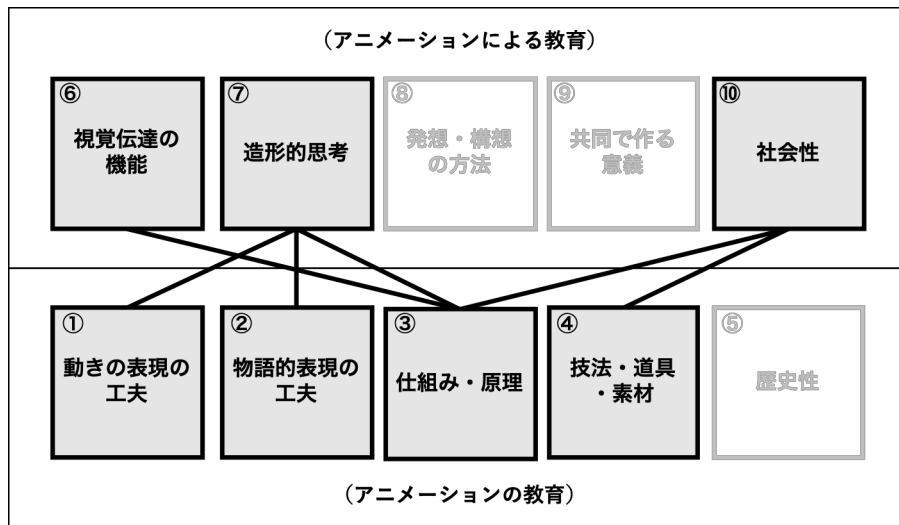 （アニメーションによる教育）
⑥
視覚伝達の
機能
⑦
造形的思考
⑧
発想・構想
の方法
⑨
共同で作る
意義
⑩
社会性
①
動きの表現の
工夫
②
物語的表現の
工夫
③
仕組み・原理
④
技法・道具
・素材
⑤
歴史性
（アニメーションの教育）